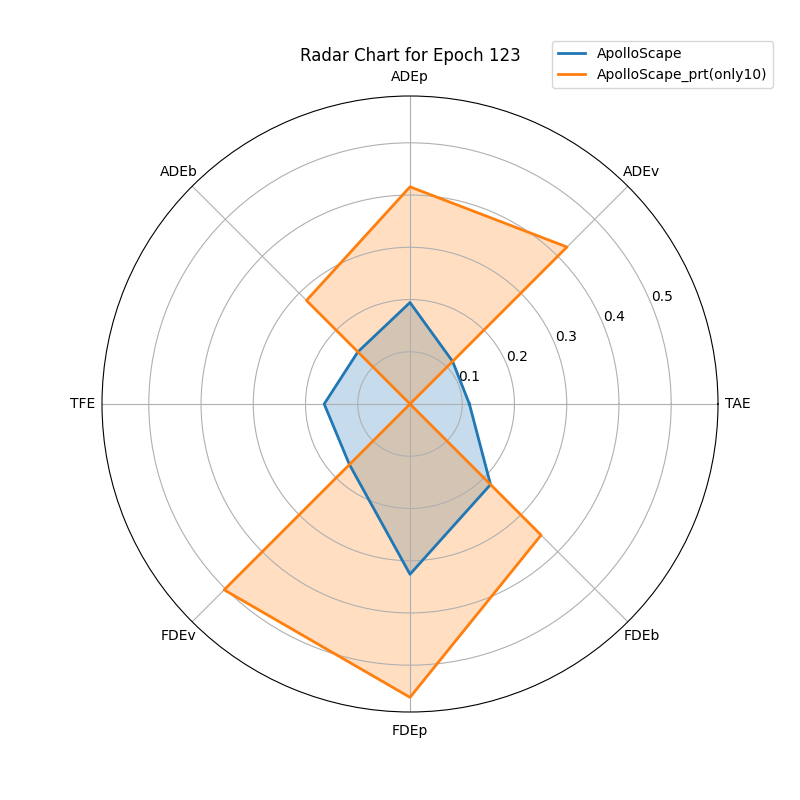 Radar Chart for Epoch 123
ApolloScape
ApolloScape_prt(only10)
ADEp
ADEb
ADEv
0.5
0.4
0.3
0.2
0.1
TFE
TAE
FDEv
FDEb
FDEp